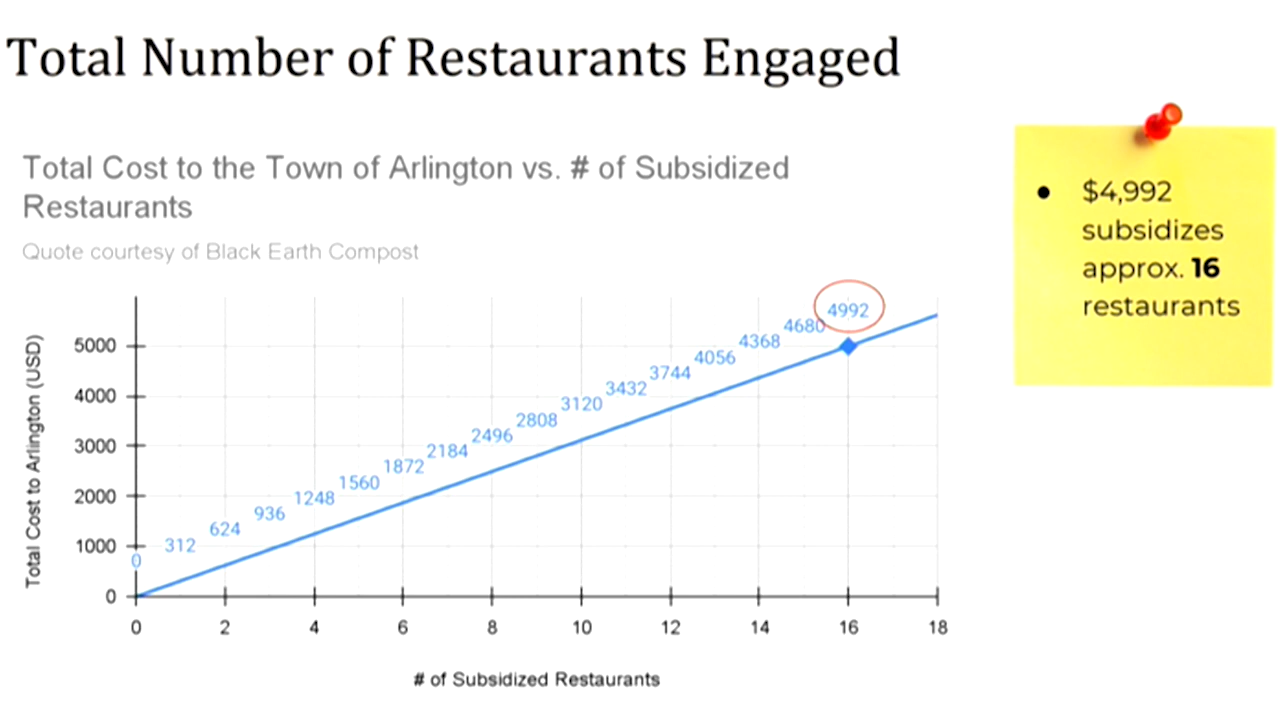 Total Number of Restaurants Engaged
Total Cost to the Town of Arlington vs. # of Subsidized
Restaurants
Quote courtesy of Black Earth Compost
Total Cost to Arlington (USD)
5000
4000
3000
2000
1000
0
0
312
624
936
1248
1560
1872
2184
2496
2808
3120
3432
3744
4056
4368
4680
4992
0 2 4 6 8 10 12 14 16 18
# of Subsidized Restaurants
● $4,992
subsidizes
approx. 16
restaurants